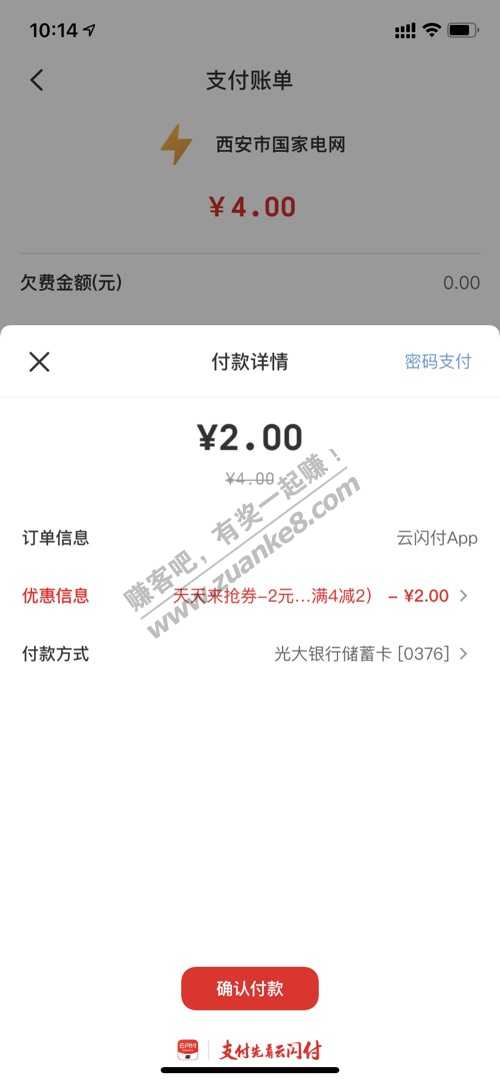 10:14
支付账单
西安市国家电网
¥4.00
欠费金额(元) 0.00
付款详情 密码支付
¥2.00
¥4.00
订单信息 云闪付App
优惠信息 天天来抢券-2元...满4减2） - ¥2.00
付款方式 光大银行储蓄卡 [0376]
赚客吧，有奖一起赚！
www.zuanke8.com
确认付款
云闪付 支付先看云闪付